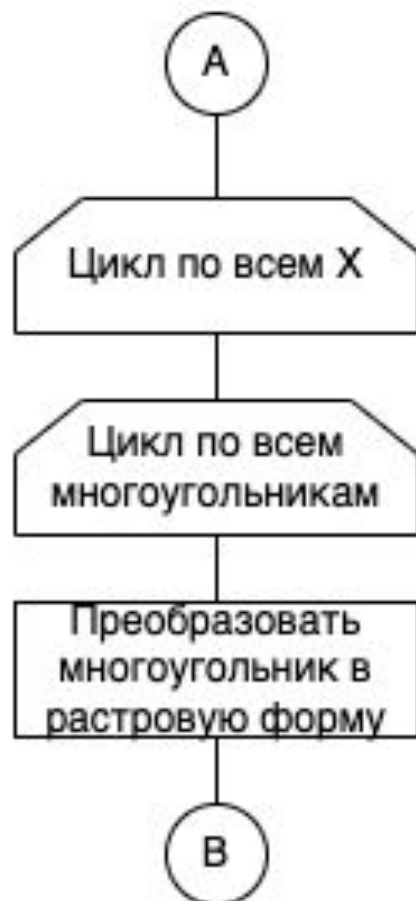 A
Цикл по всем X
Цикл по всем
многоугольникам
Преобразовать
многоугольник в
растровую форму
B